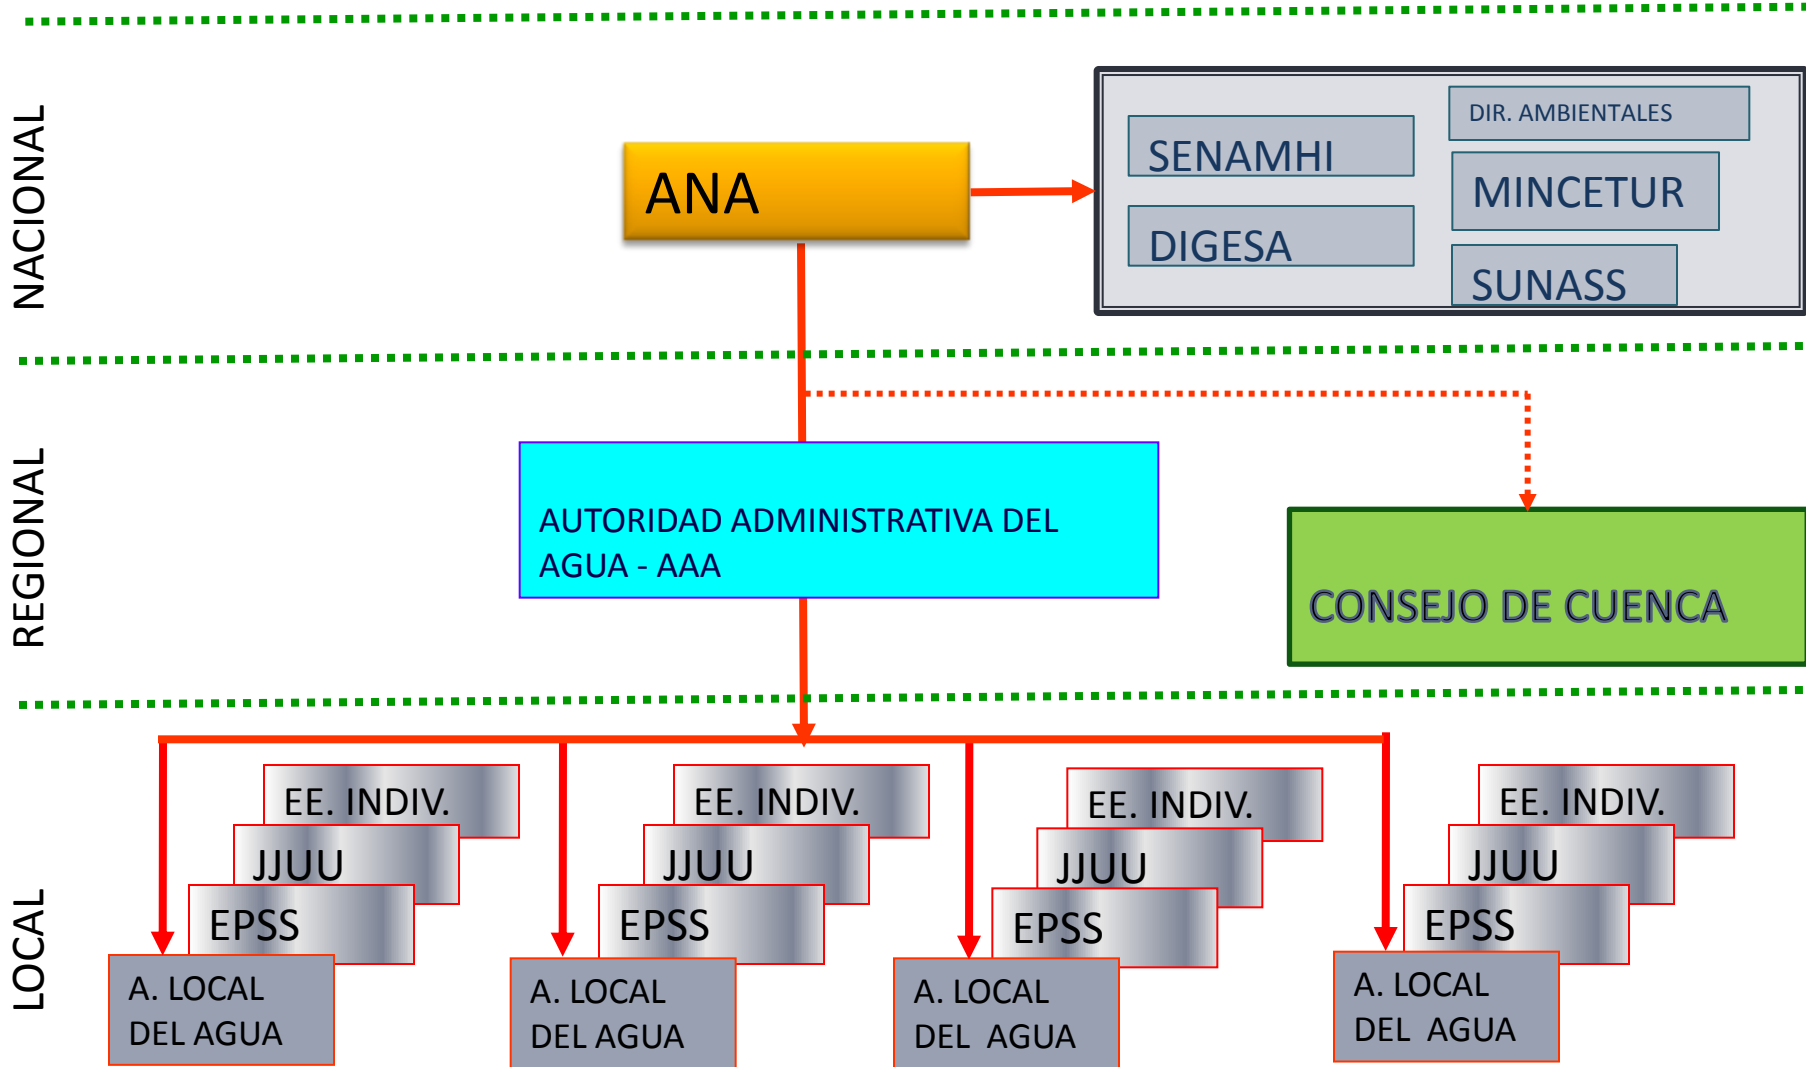 NACIONAL
ANA
SENAMHI
DIGESA
DIR. AMBIENTALES
MINCETUR
SUNASS
REGIONAL
AUTORIDAD ADMINISTRATIVA DEL
AGUA - AAA
CONSEJO DE CUENCA
LOCAL
EE. INDIV.
JJUU
EPSS
A. LOCAL
DEL AGUA
EE. INDIV.
JJUU
EPSS
A. LOCAL
DEL AGUA
EE. INDIV.
JJUU
EPSS
A. LOCAL
DEL  AGUA
EE. INDIV.
JJUU
EPSS
A. LOCAL
DEL  AGUA